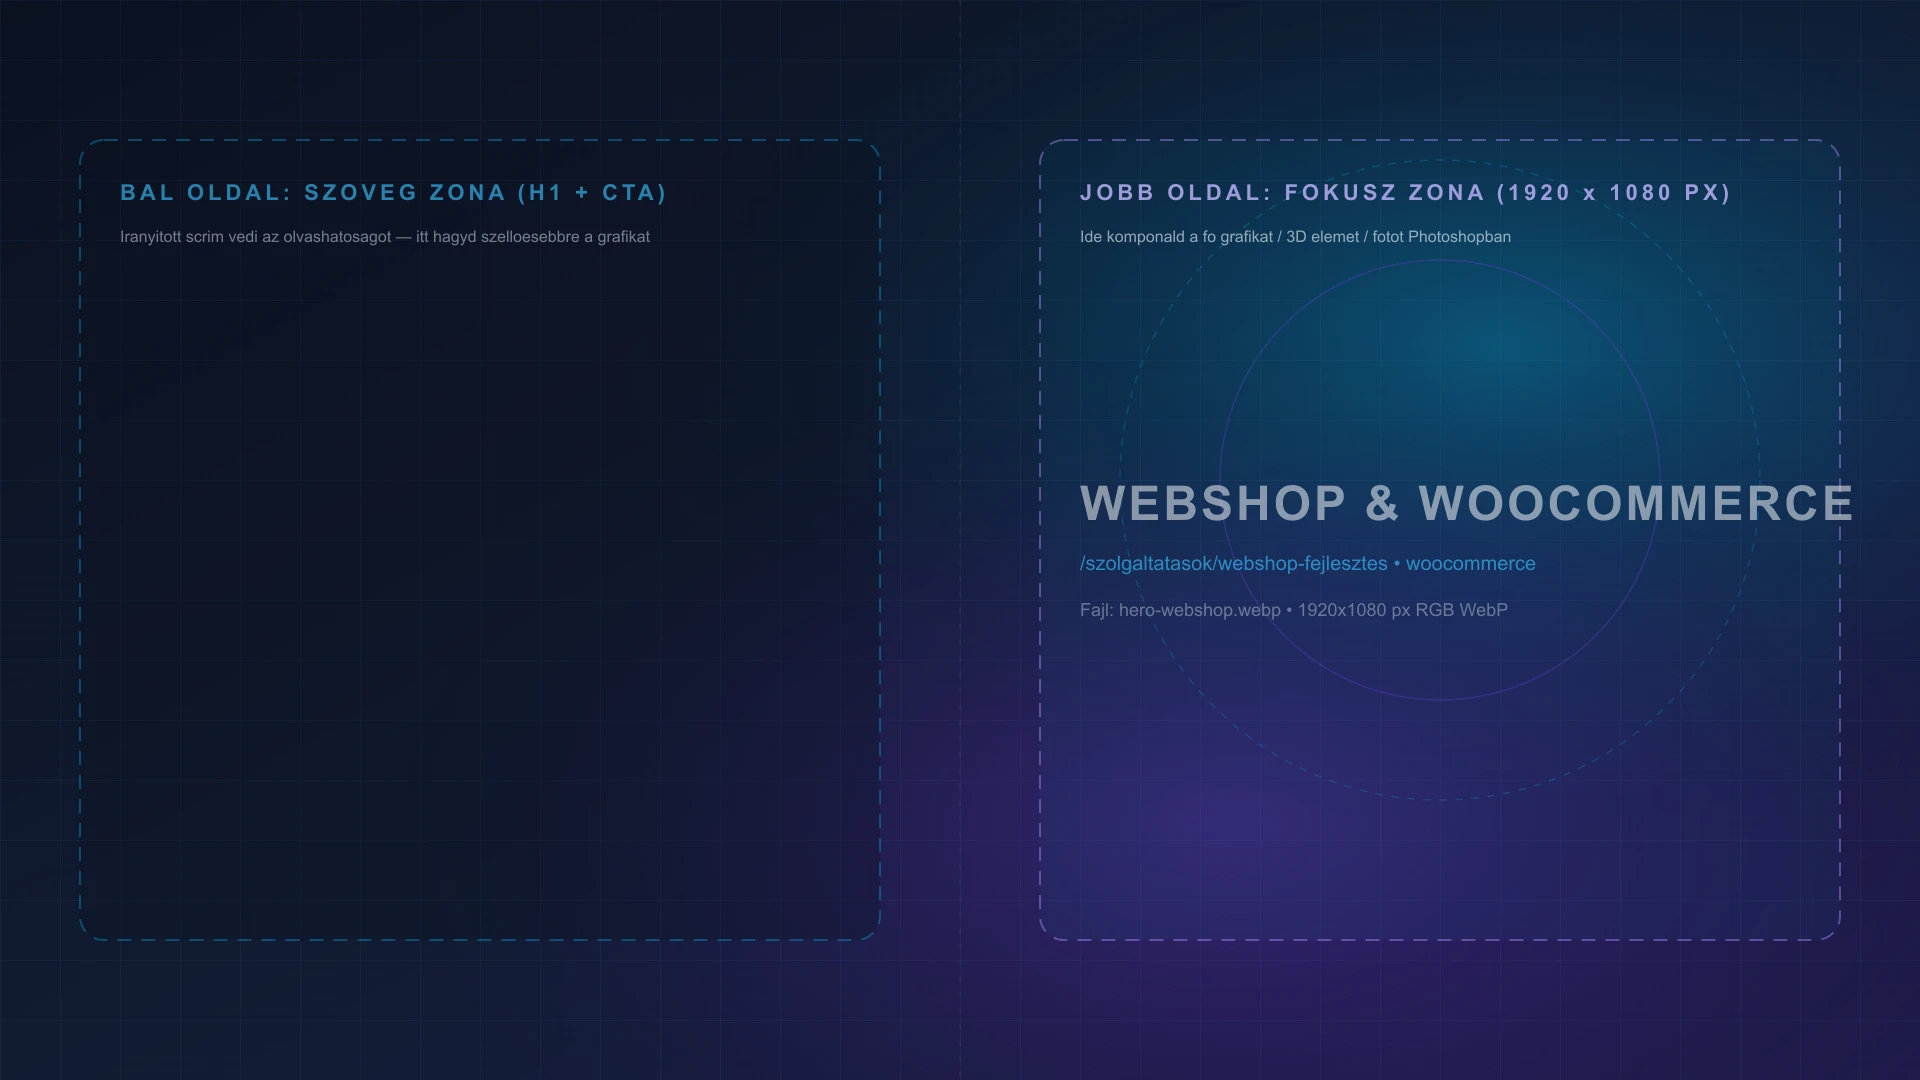 BAL OLDAL: SZOVEG ZONA (H1 + CTA)
Iranyitott scrim vedi az olvashatosagot — itt hagyd szelloesebbre a grafikat
JOBB OLDAL: FOKUSZ ZONA (1920 x 1080 PX)
Ide komponald a fo grafikat / 3D elemet / fotot Photoshopban
WEBSHOP & WOOCOMMERCE
/szolgaltatasok/webshop-fejlesztes • woocommerce
Fajl: hero-webshop.webp • 1920x1080 px RGB WebP